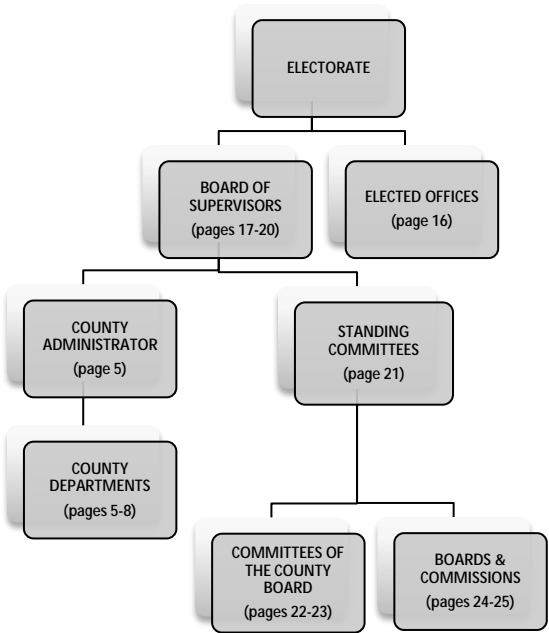 ELECTORATE
BOARD OF
SUPERVISORS
(pages 17-20)
ELECTED OFFICES
(page 16)
COUNTY
ADMINISTRATOR
(page 5)
STANDING
COMMITTEES
(page 21)
COUNTY
DEPARTMENTS
(pages 5-8)
COMMITTEES OF
THE COUNTY
BOARD
(pages 22-23)
BOARDS &
COMMISSIONS
(pages 24-25)